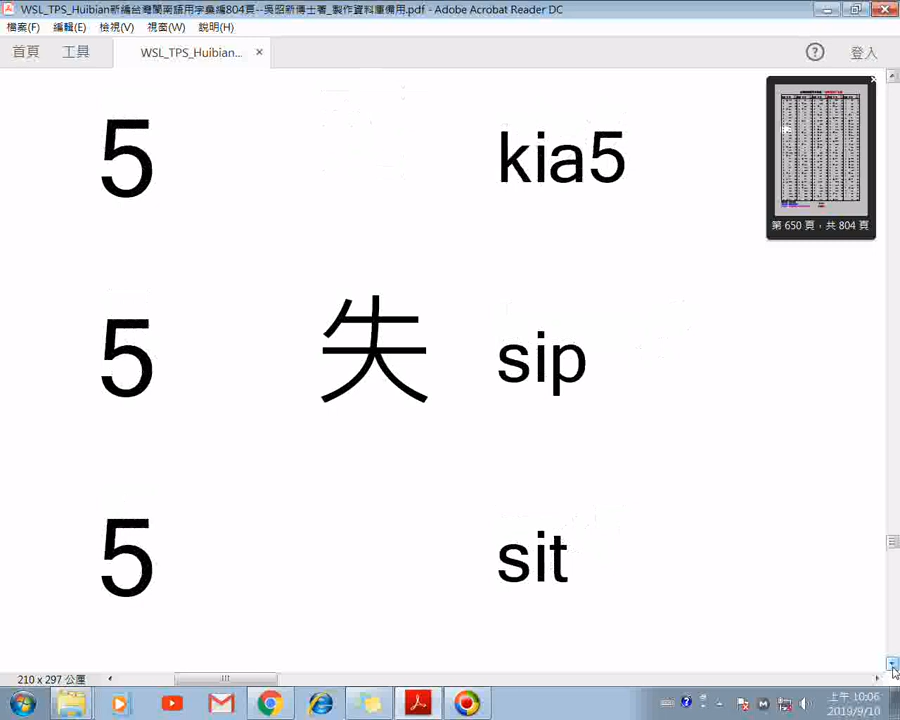 WSL_TPS_Huibian新編台灣閩南語用字彙編804頁--吳昭新博士著_製作資料庫備用.pdf - Adobe Acrobat Reader DC
檔案(F) 編輯(E) 檢視(V) 視窗(W) 說明(H)
首頁 工具 WSL_TPS_Huibian... × ? 登入
5 kia5
第 650 頁，共 804 頁
5 失 sip
5 sit
210 x 297 公厘
上午 10:06
2019/9/10